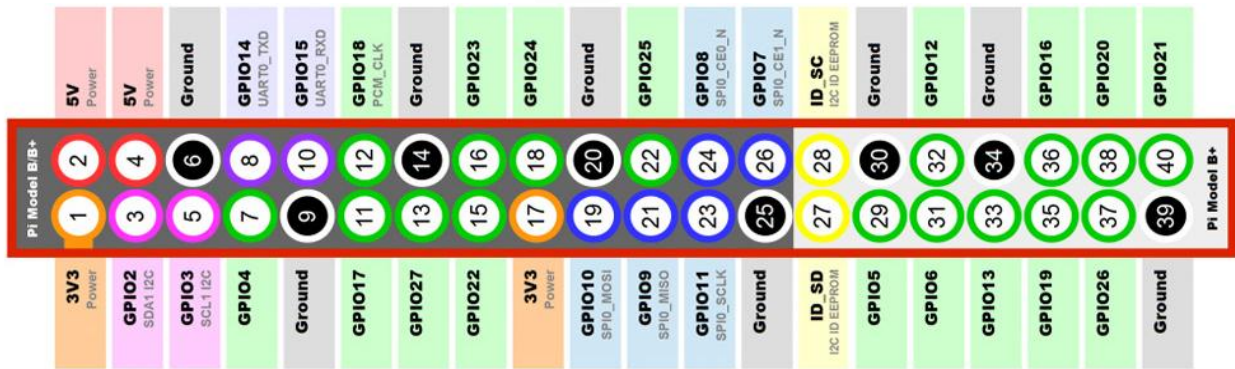 5V
Power
5V
Power
Ground
GPIO14
UART0_TXD
GPIO15
UART0_RXD
GPIO18
PCM_CLK
Ground
GPIO23
GPIO24
Ground
GPIO25
GPIO8
SPI0_CE0_N
GPIO7
SPI0_CE1_N
ID_SC
I2C ID EEPROM
Ground
GPIO12
Ground
GPIO16
GPIO20
GPIO21
Pi Model B/B+
2 4 6 8 10 12 14 16 18 20 22 24 26 28 30 32 34 36 38 40
1 3 5 7 9 11 13 15 17 19 21 23 25 27 29 31 33 35 37 39
Pi Model B+
3V3
Power
GPIO2
SDA1 I2C
GPIO3
SCL1 I2C
GPIO4
Ground
GPIO17
GPIO27
GPIO22
3V3
Power
GPIO10
SPI0_MOSI
GPIO9
SPI0_MISO
GPIO11
SPI0_SCLK
Ground
ID_SD
I2C ID EEPROM
GPIO5
GPIO6
GPIO13
GPIO19
GPIO26
Ground